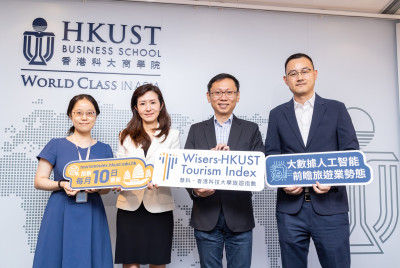 HKUST
BUSINESS SCHOOL
香港科大商學院
WORLD CLASS IN ASIA
每月10日
Wisers-HKUST
Tourism Index
慧科‧香港科技大學旅遊指數
大數據人工智能
前瞻旅遊業勢態